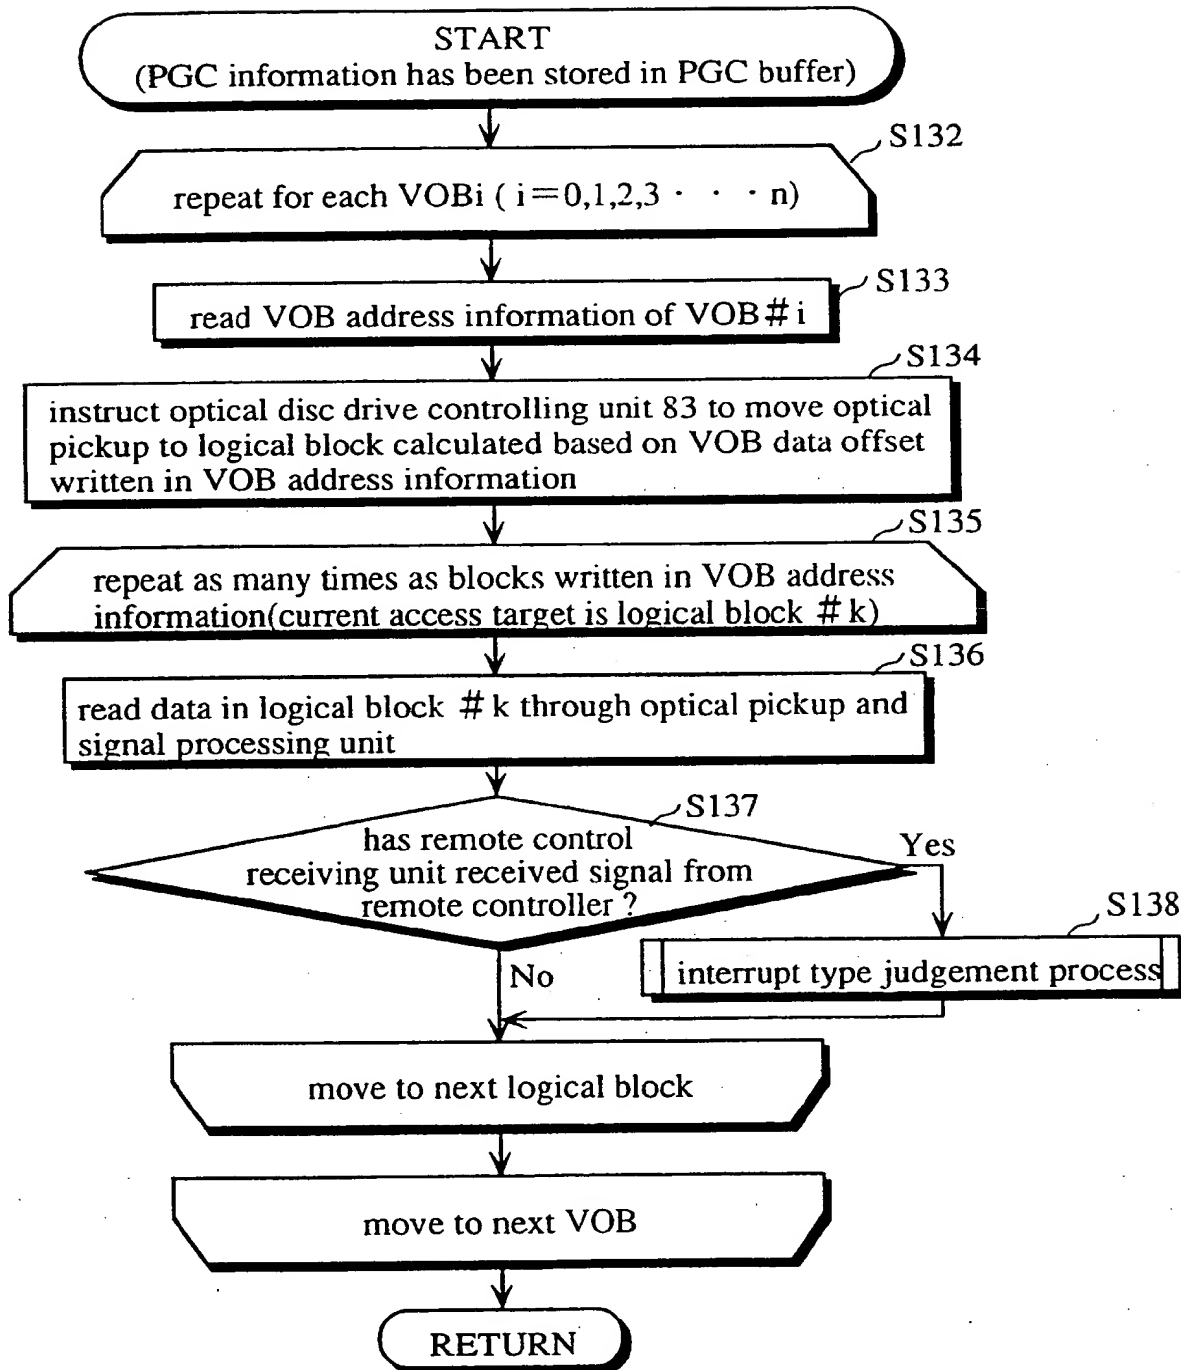 START
(PGC information has been stored in PGC buffer)
S132
repeat for each VOBi ( i=0,1,2,3 · · · n)
S133
read VOB address information of VOB # i
S134
instruct optical disc drive controlling unit 83 to move optical
pickup to logical block calculated based on VOB data offset
written in VOB address information
S135
repeat as many times as blocks written in VOB address
information(current access target is logical block # k)
S136
read data in logical block # k through optical pickup and
signal processing unit
S137
has remote control
receiving unit received signal from
remote controller ?
Yes
S138
interrupt type judgement process
No
move to next logical block
move to next VOB
RETURN